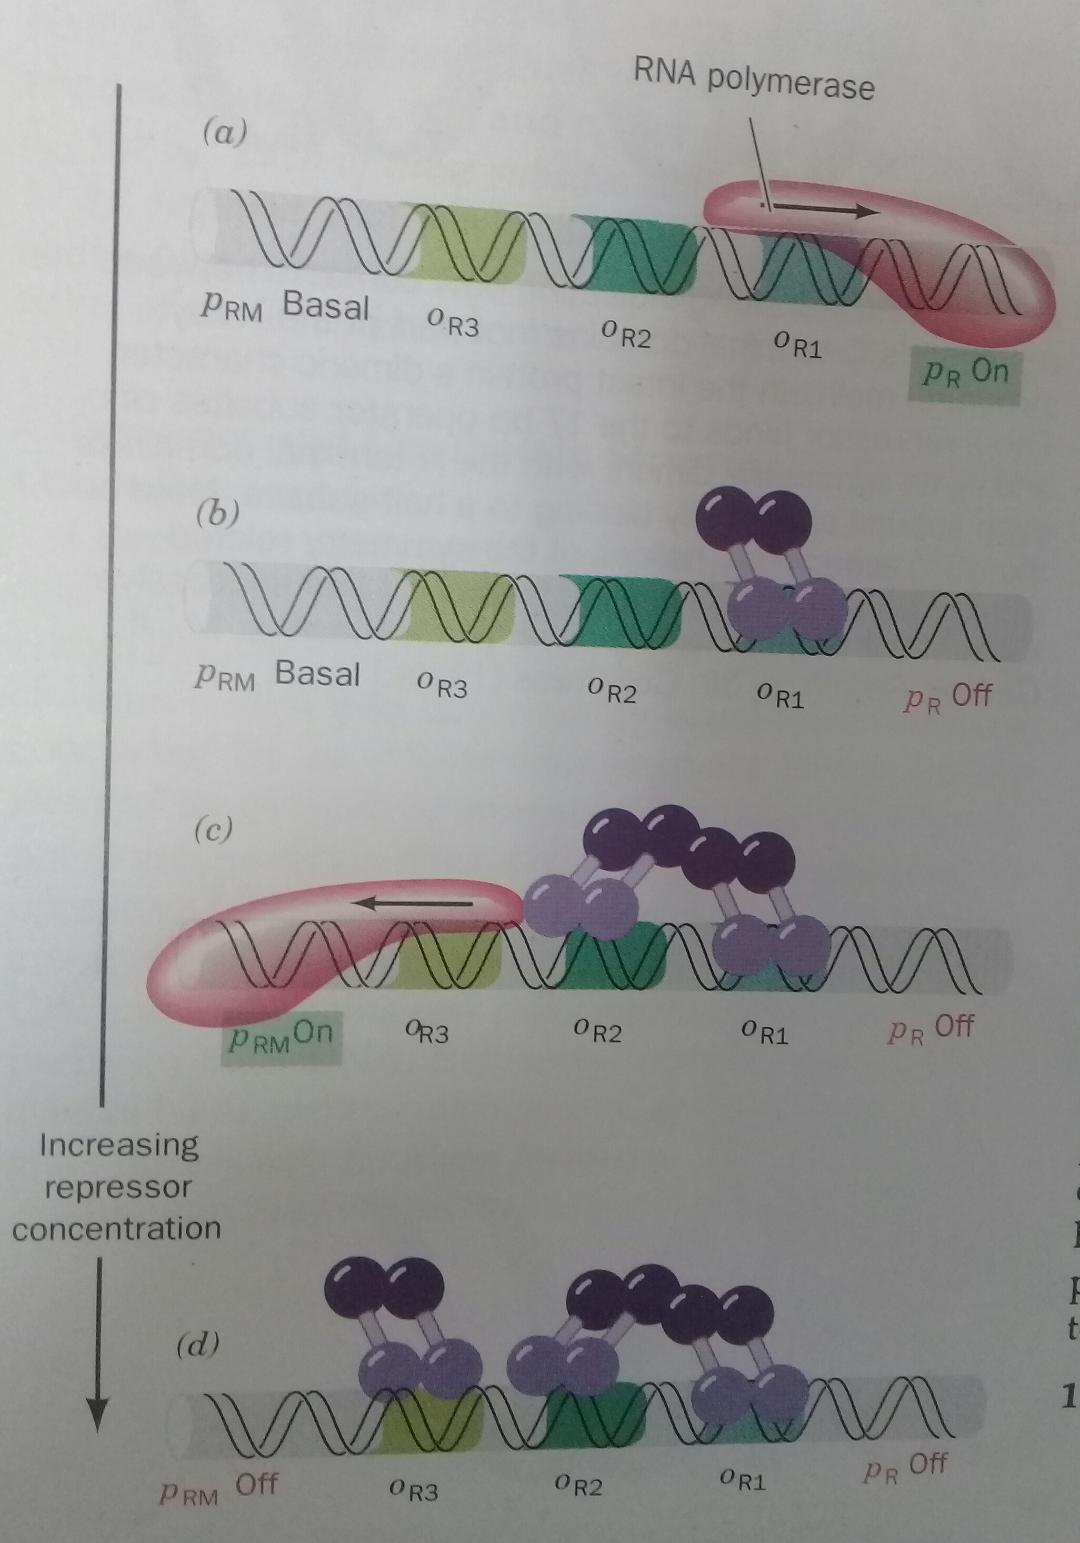 RNA polymerase
(a)
pRM Basal
oR3
oR2
oR1
pR On
(b)
pRM Basal
oR3
oR2
oR1
pR Off
(c)
pRM On
oR3
oR2
oR1
pR Off
Increasing
repressor
concentration
(d)
pRM Off
oR3
oR2
oR1
pR Off
1